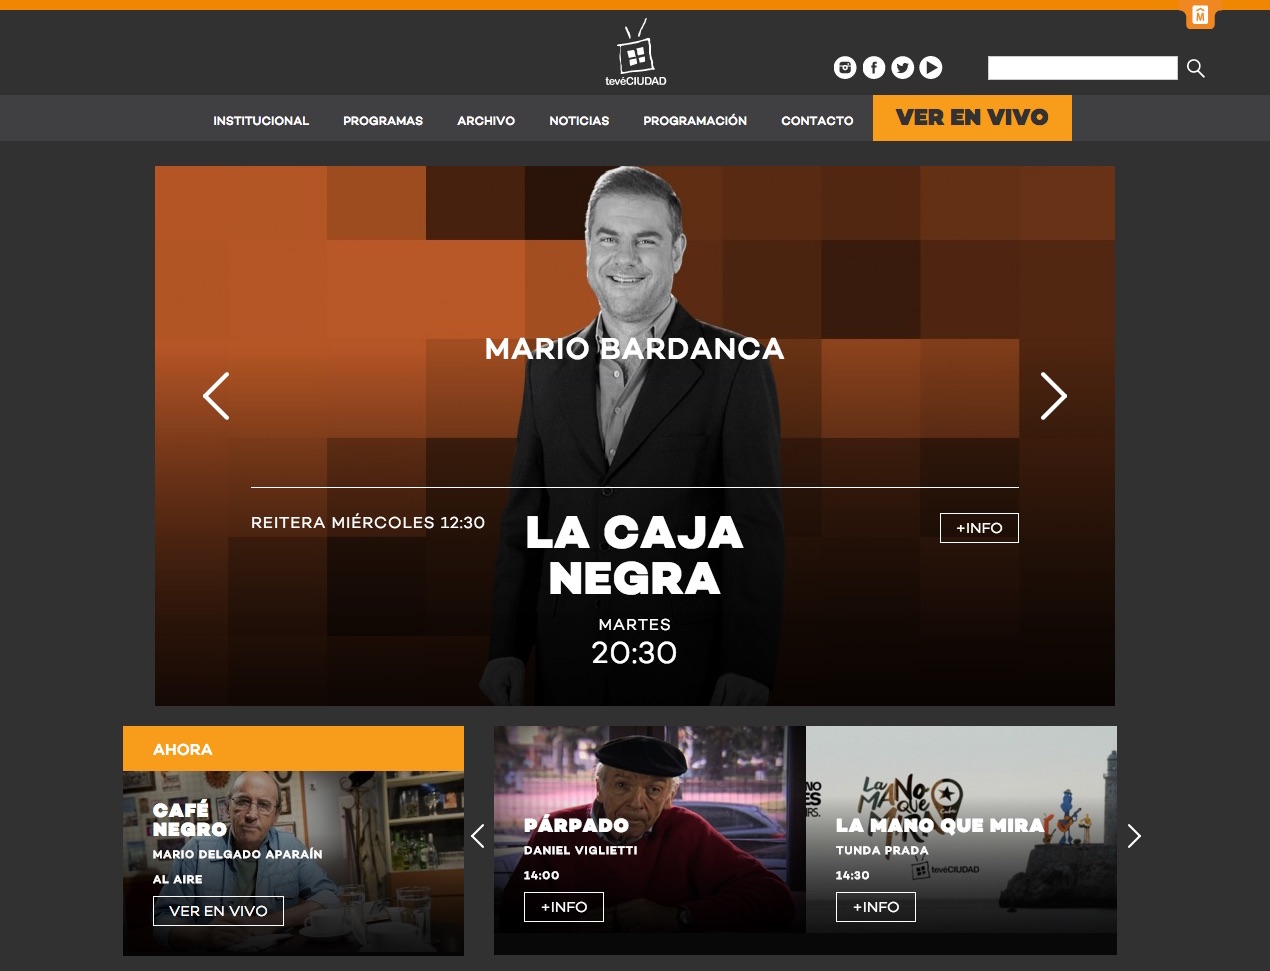 tevéCIUDAD
INSTITUCIONAL
PROGRAMAS
ARCHIVO
NOTICIAS
PROGRAMACIÓN
CONTACTO
VER EN VIVO
MARIO BARDANCA
REITERA MIÉRCOLES 12:30
LA CAJA
NEGRA
MARTES
20:30
+INFO
AHORA
CAFÉ
NEGRO
MARIO DELGADO APARAÍN
AL AIRE
VER EN VIVO
PÁRPADO
DANIEL VIGLIETTI
14:00
+INFO
La
MANO
que
LA MANO QUE MIRA
TUNDA PRADA
14:30
tevéCIUDAD
+INFO